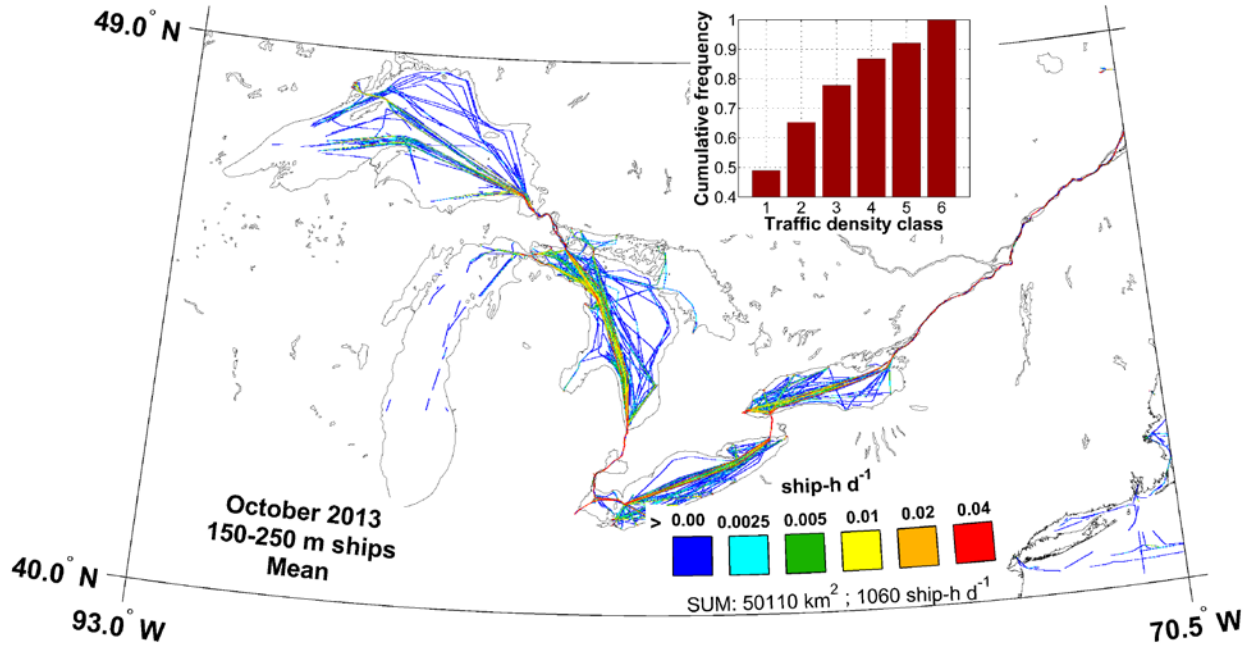 49.0° N
1
0.9
0.8
0.7
0.6
0.5
0.4
Cumulative frequency
1 2 3 4 5 6
Traffic density class
October 2013
150-250 m ships
Mean
ship-h d⁻¹
> 0.00 0.0025 0.005 0.01 0.02 0.04
SUM: 50110 km² ; 1060 ship-h d⁻¹
40.0° N
93.0° W
70.5° W